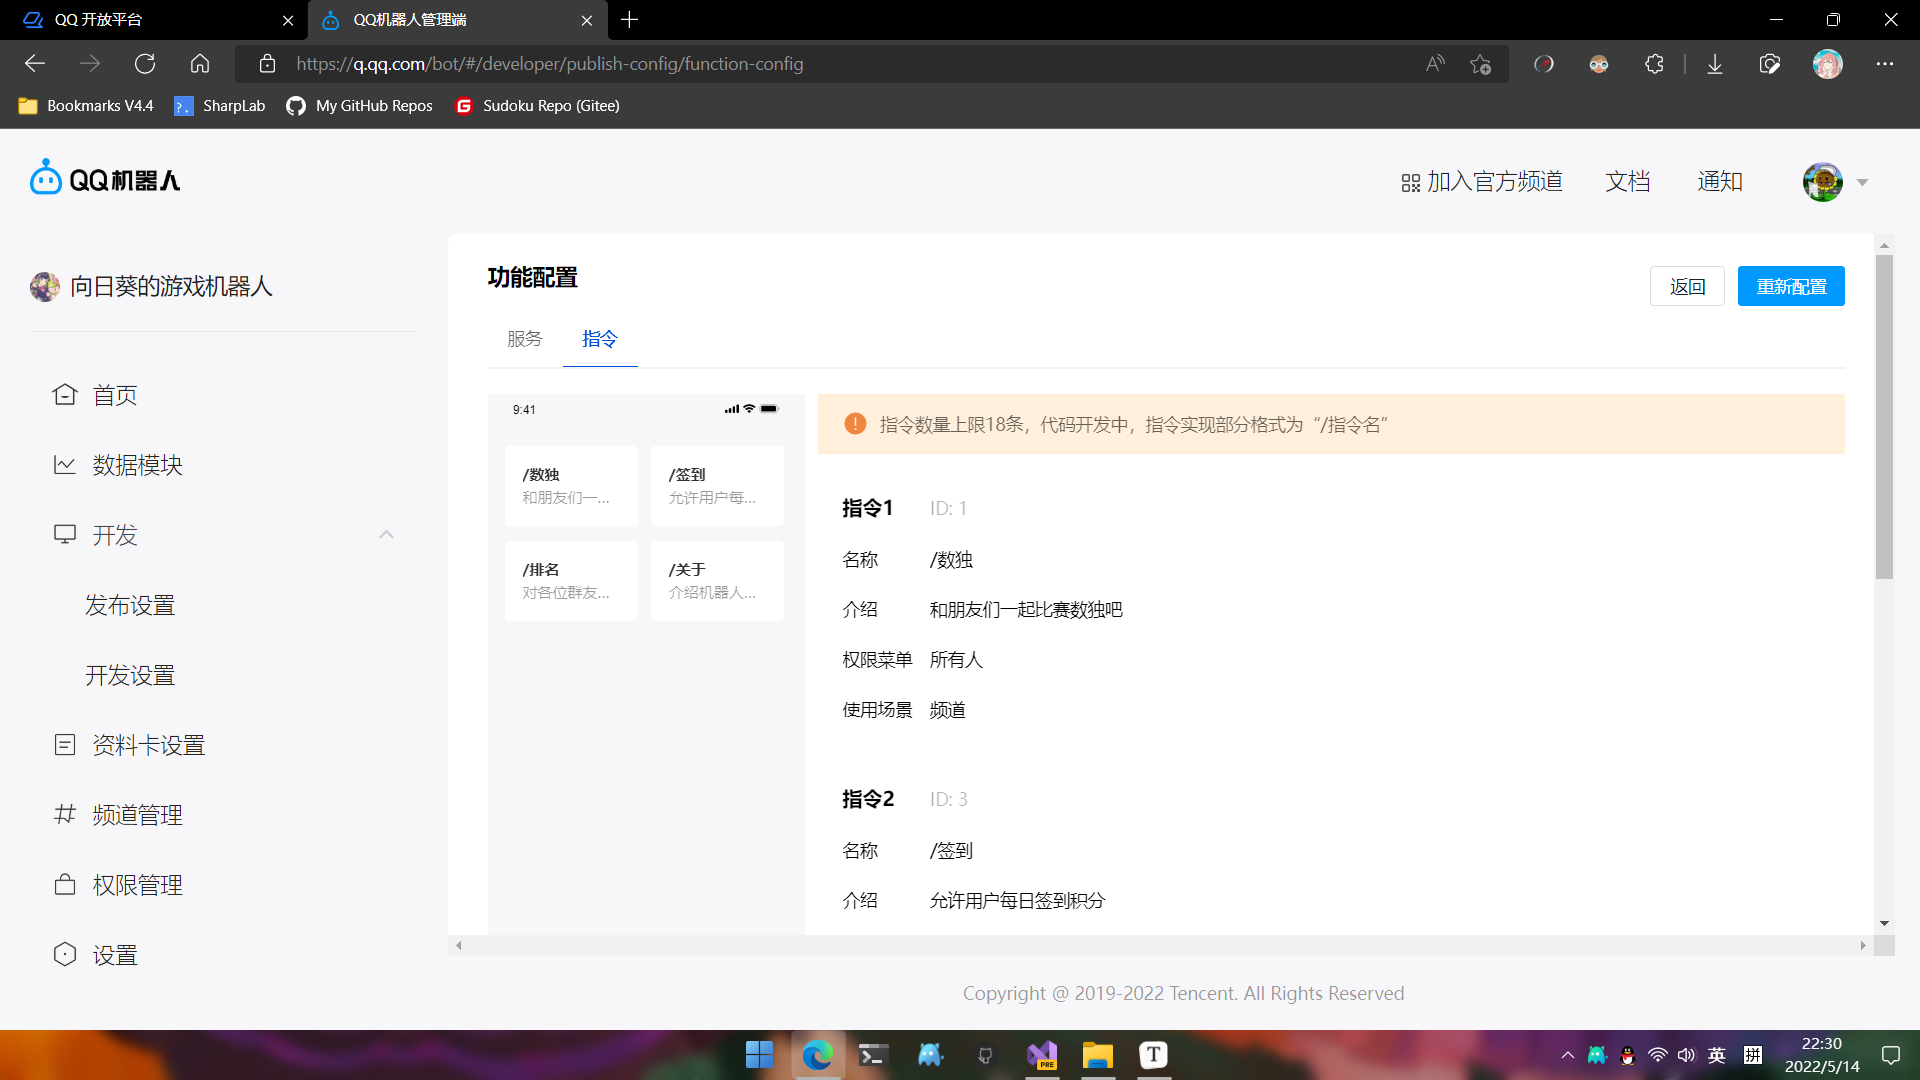 QQ 开放平台
QQ机器人管理端
https://q.qq.com/bot/#/developer/publish-config/function-config
Bookmarks V4.4
SharpLab
My GitHub Repos
Sudoku Repo (Gitee)
QQ机器人
加入官方频道
文档
通知
向日葵的游戏机器人
首页
数据模块
开发
发布设置
开发设置
资料卡设置
频道管理
权限管理
设置
功能配置
返回
重新配置
服务
指令
9:41
/数独
和朋友们一...
/签到
允许用户每...
/排名
对各位群友...
/关于
介绍机器人...
指令数量上限18条，代码开发中，指令实现部分格式为“/指令名”
指令1 ID: 1
名称 /数独
介绍 和朋友们一起比赛数独吧
权限菜单 所有人
使用场景 频道
指令2 ID: 3
名称 /签到
介绍 允许用户每日签到积分
Copyright @ 2019-2022 Tencent. All Rights Reserved
PRE
T
英
拼
22:30
2022/5/14